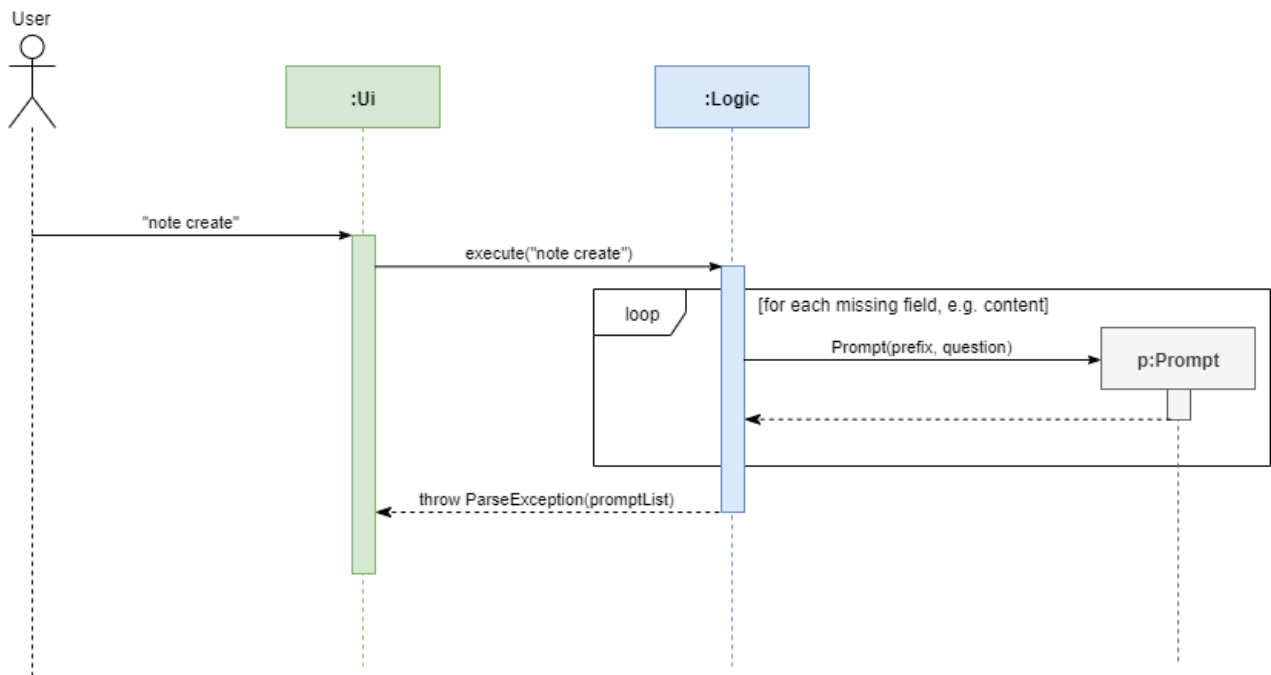 User
:Ui
:Logic
"note create"
execute("note create")
loop
[for each missing field, e.g. content]
Prompt(prefix, question)
p:Prompt
throw ParseException(promptList)